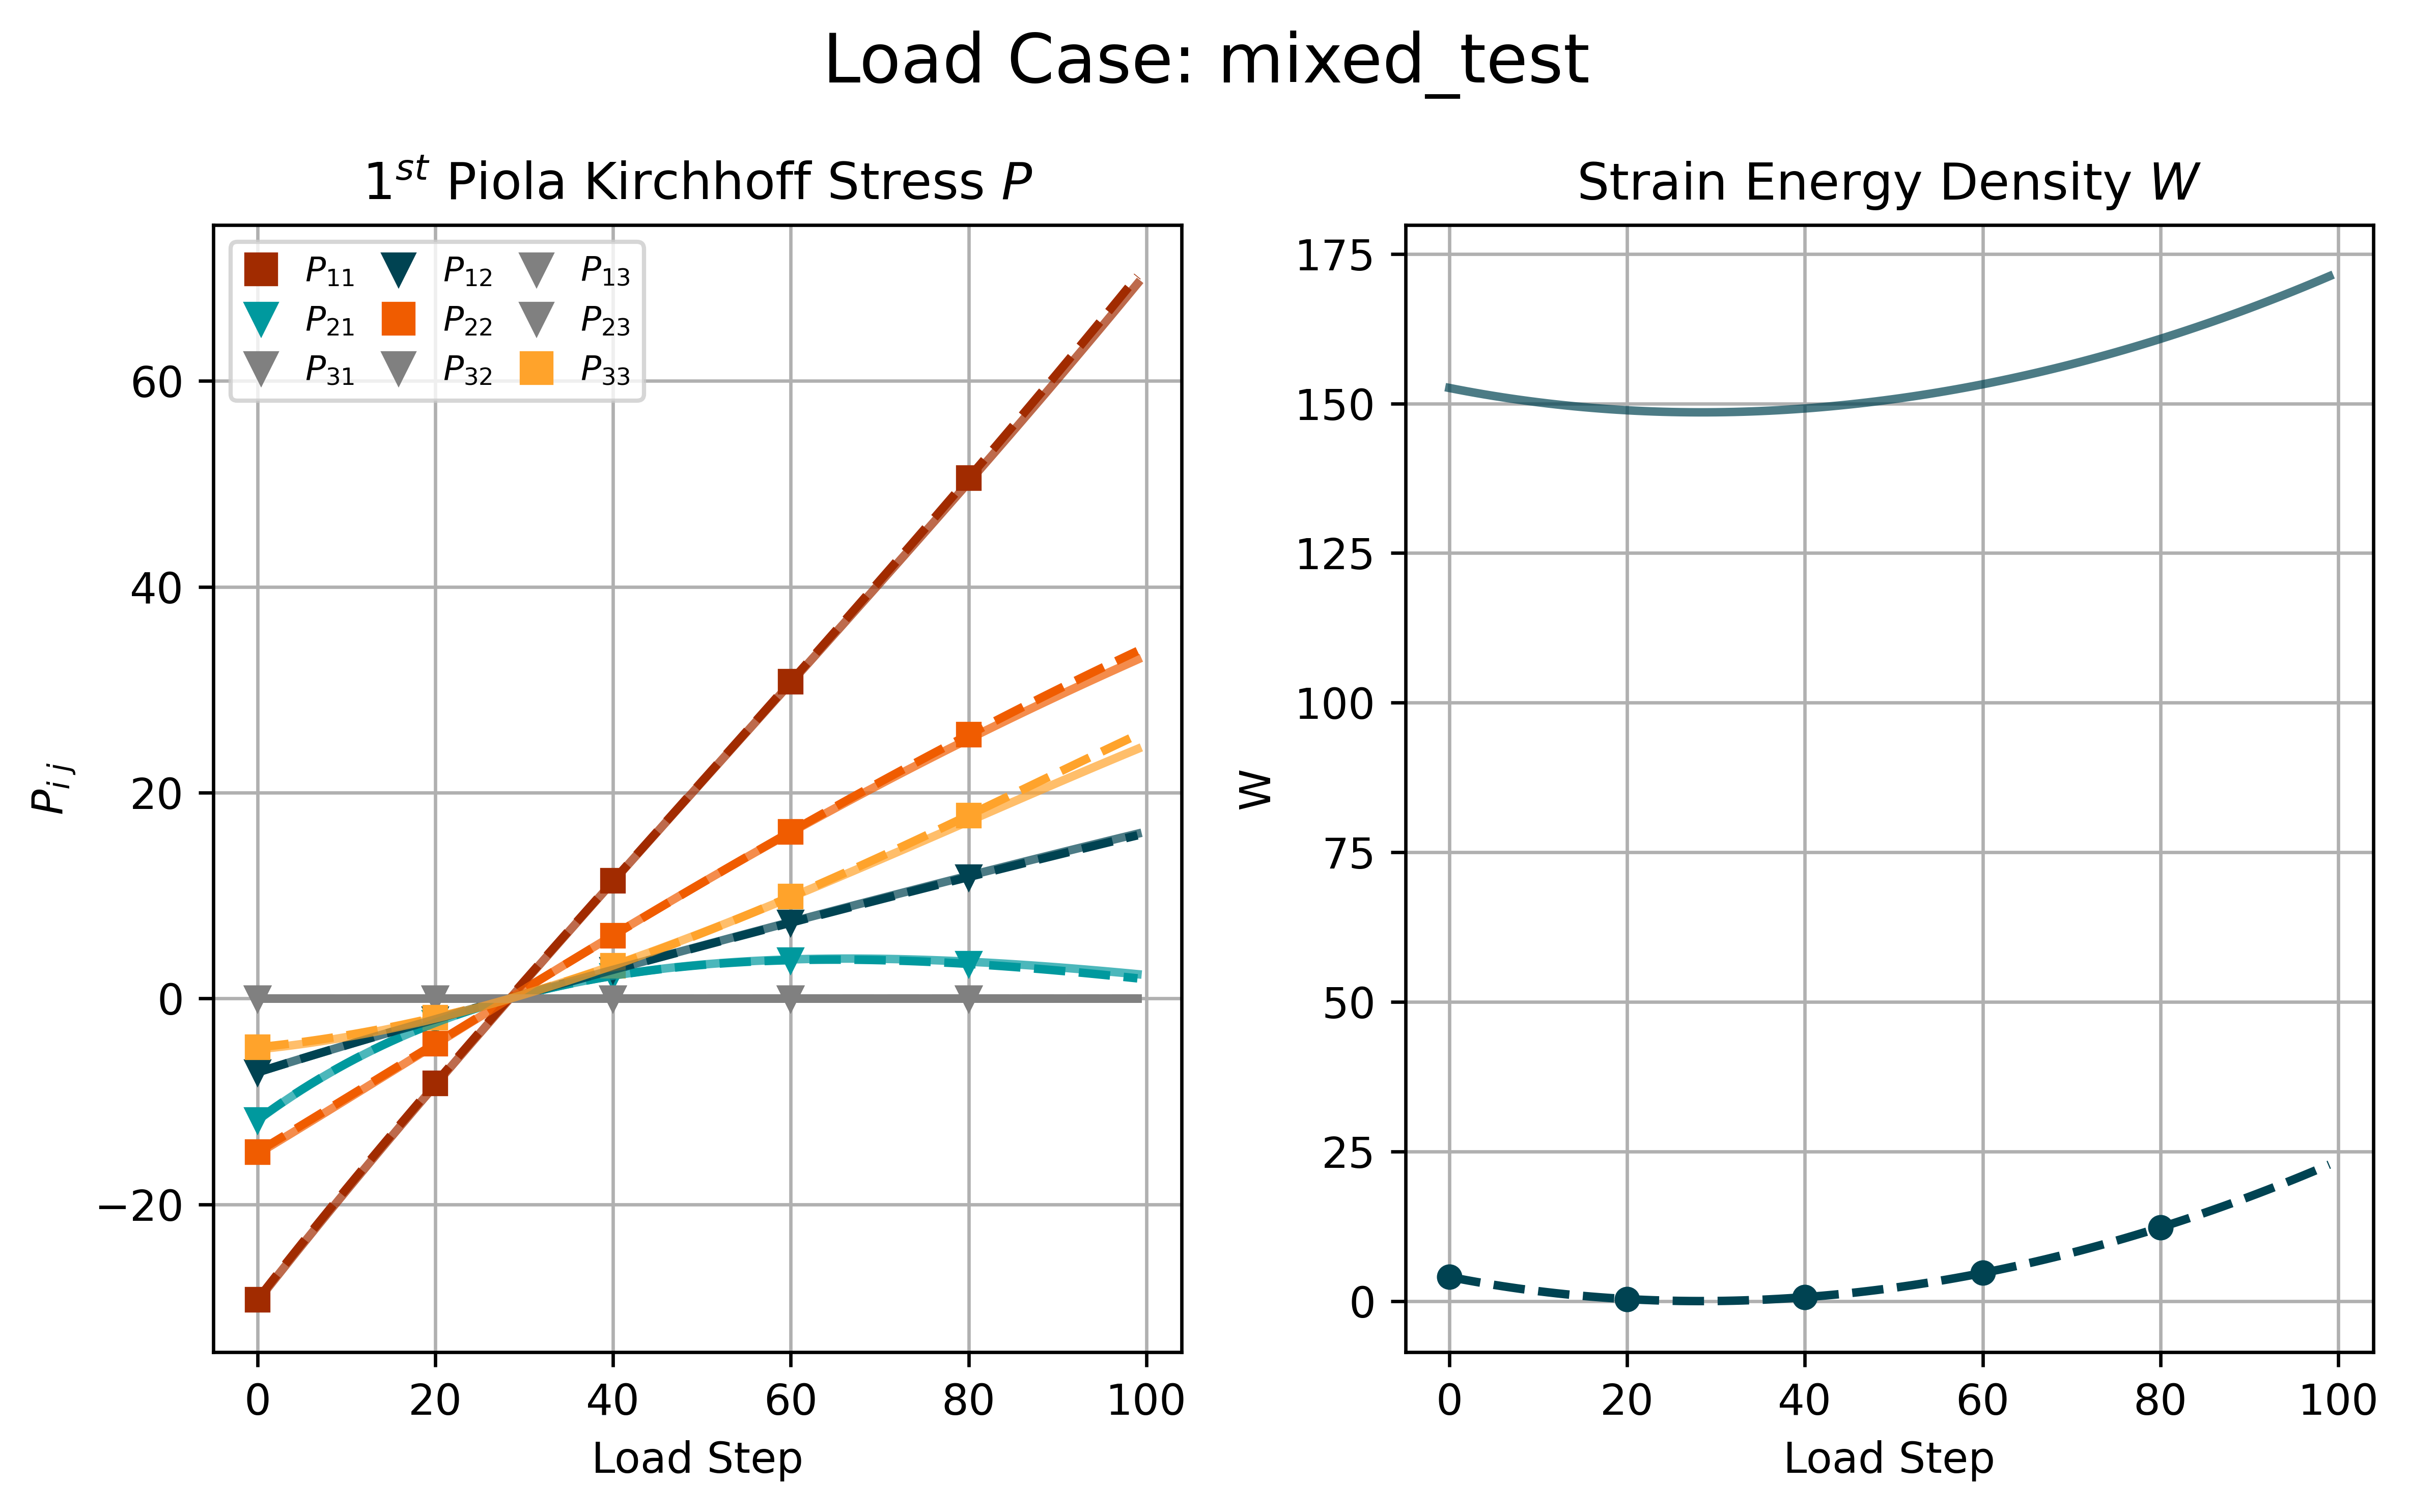 Load Case: mixed_test
1st Piola Kirchhoff Stress P
P11 P12 P13
P21 P22 P23
P31 P32 P33
60
40
20
0
−20
Pi j
0 20 40 60 80 100
Load Step
Strain Energy Density W
175
150
125
100
75
50
25
0
W
0 20 40 60 80 100
Load Step